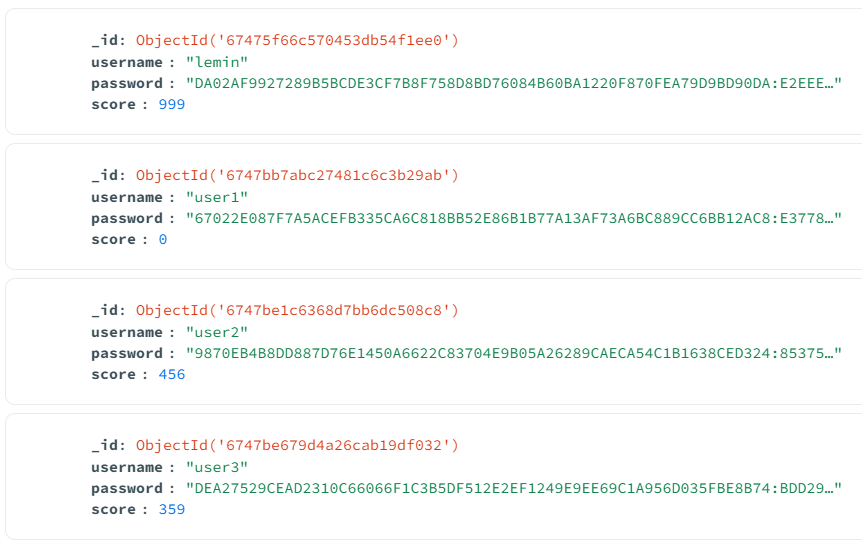 _id: ObjectId('67475f66c570453db54f1ee0')
username : "lemin"
password : "DA02AF9927289B5BCDE3CF7B8F758D8BD76084B60BA1220F870FEA79D9BD90DA:E2EEE…"
score : 999
_id: ObjectId('6747bb7abc27481c6c3b29ab')
username : "user1"
password : "67022E087F7A5ACEFB335CA6C818BB52E86B1B77A13AF73A6BC889CC6BB12AC8:E3778…"
score : 0
_id: ObjectId('6747be1c6368d7bb6dc508c8')
username : "user2"
password : "9870EB4B8DD887D76E1450A6622C83704E9B05A26289CAECA54C1B1638CED324:85375…"
score : 456
_id: ObjectId('6747be679d4a26cab19df032')
username : "user3"
password : "DEA27529CEAD2310C66066F1C3B5DF512E2EF1249E9EE69C1A956D035FBE8B74:BDD29…"
score : 359